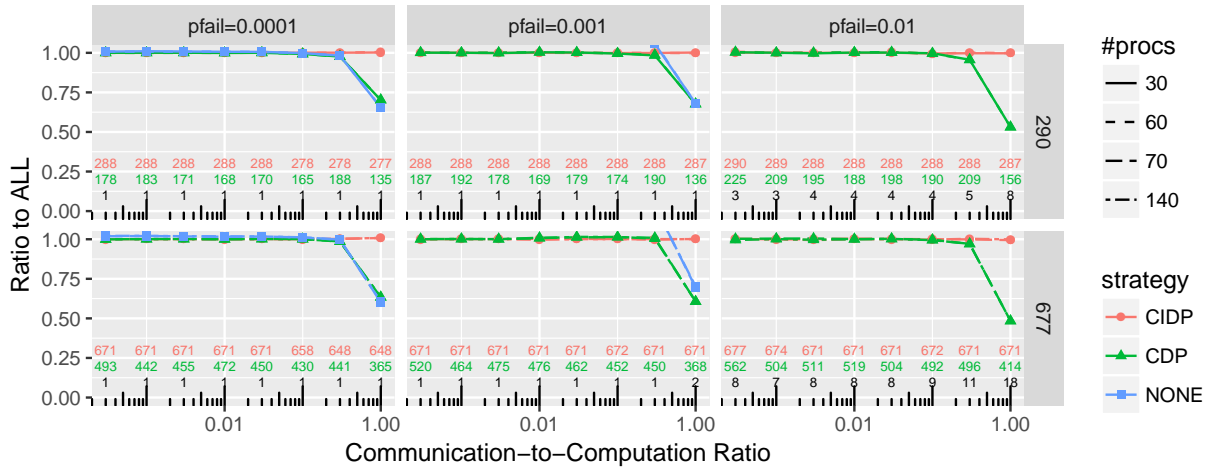 pfail=0.0001 pfail=0.001 pfail=0.01
1.00
0.75
0.50
0.25
0.00
288 288 288 288 288 278 278 277
178 183 171 168 170 165 188 135
1 1 1 1 1 1 1 1
288 288 288 288 288 288 288 287
187 192 178 169 179 174 190 136
1 1 1 1 1 1 1 1
290 289 288 288 288 288 288 287
225 209 195 188 198 190 209 156
3 3 4 4 4 4 5 8
290
1.00
0.75
0.50
0.25
0.00
671 671 671 671 671 658 648 648
493 442 455 472 450 430 441 365
1 1 1 1 1 1 1 1
671 671 671 671 671 672 671 671
520 464 475 476 462 452 450 368
1 1 1 1 1 1 1 2
677 674 671 671 671 672 671 671
562 504 511 519 504 492 496 414
8 7 8 8 8 9 11 18
677
0.01 1.00 0.01 1.00 0.01 1.00
Communication−to−Computation Ratio
Ratio to ALL
#procs
30
60
70
140
strategy
CIDP
CDP
NONE